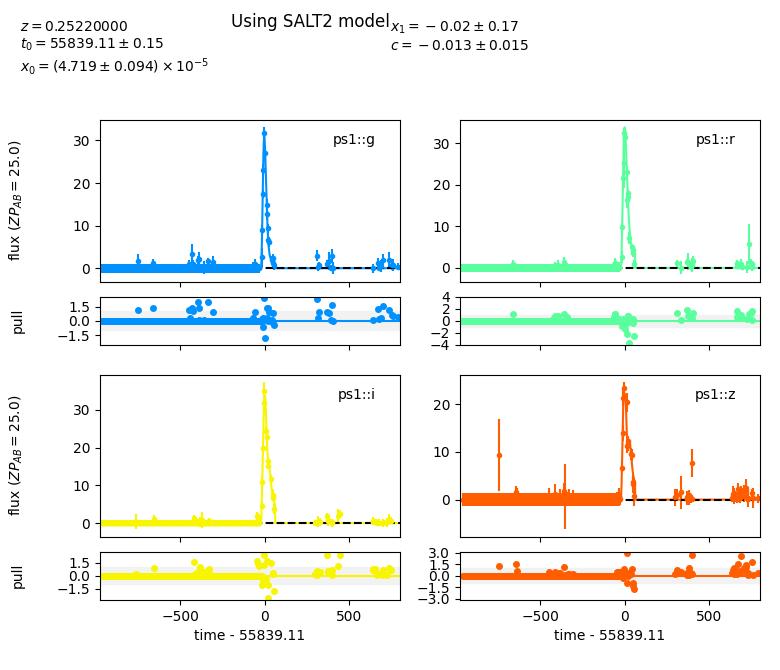 Using SALT2 model
z = 0.25220000
t0 = 55839.11 ± 0.15
x0 = (4.719 ± 0.094) × 10⁻⁵
x1 = −0.02 ± 0.17
c = −0.013 ± 0.015
flux (ZP_AB = 25.0)
30
20
10
0
ps1::g
30
20
10
0
ps1::r
pull
1.5
0.0
−1.5
4
2
0
−2
−4
flux (ZP_AB = 25.0)
30
20
10
0
ps1::i
20
10
0
ps1::z
pull
1.5
0.0
−1.5
3.0
1.5
0.0
−1.5
−3.0
−500 0 500
−500 0 500
time - 55839.11
time - 55839.11